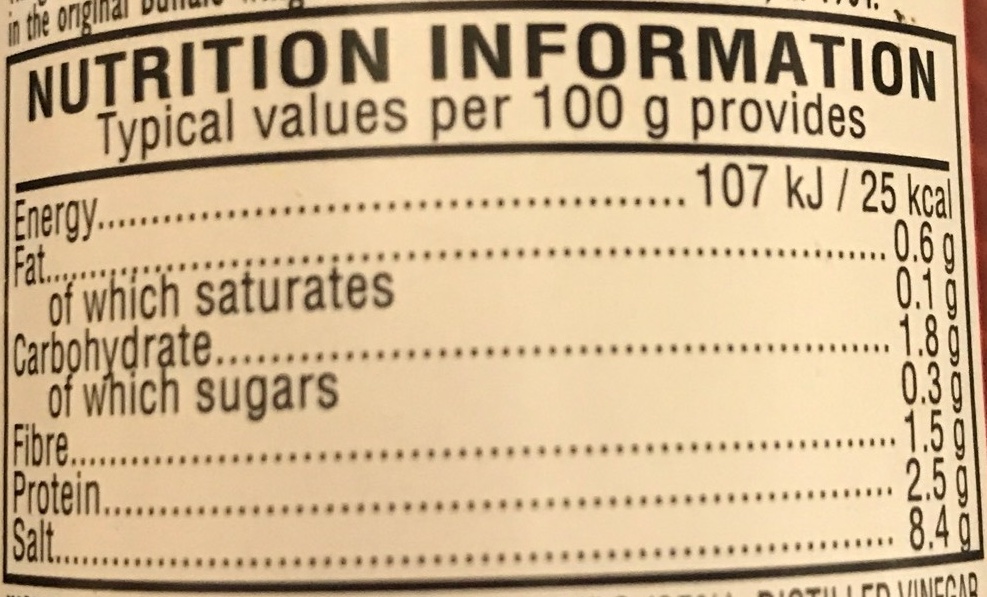 in the original
NUTRITION INFORMATION
Typical values per 100 g provides
Energy.................................................107 kJ / 25 kcal
Fat.................................................0.6 g
of which saturates 0.1 g
Carbohydrate.................................................1.8 g
of which sugars 0.3 g
Fibre.................................................1.5 g
Protein.................................................2.5 g
Salt.................................................8.4 g
DISTILLED VINEGAR